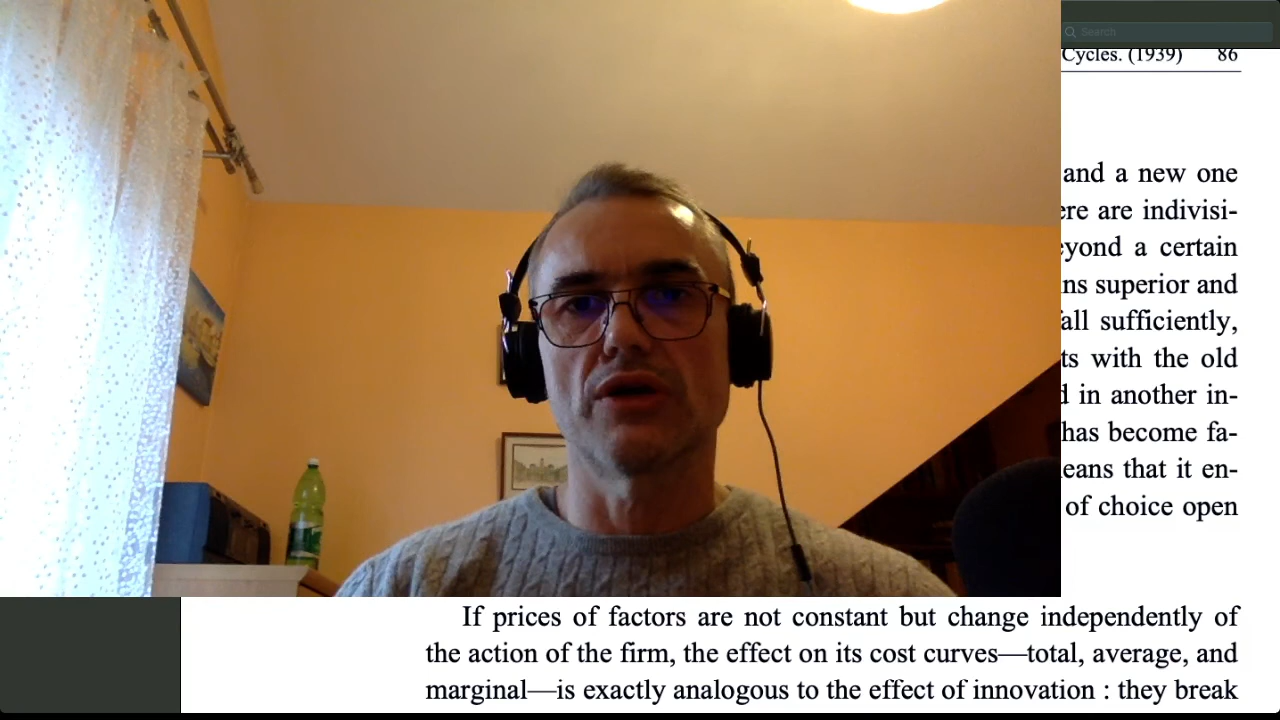 Search
Cycles. (1939) 86
and a new one
ere are indivisi-
eyond a certain
ns superior and
fall sufficiently,
ts with the old
d in another in-
has become fa-
eans that it en-
of choice open
If prices of factors are not constant but change independently of
the action of the firm, the effect on its cost curves—total, average, and
marginal—is exactly analogous to the effect of innovation : they break